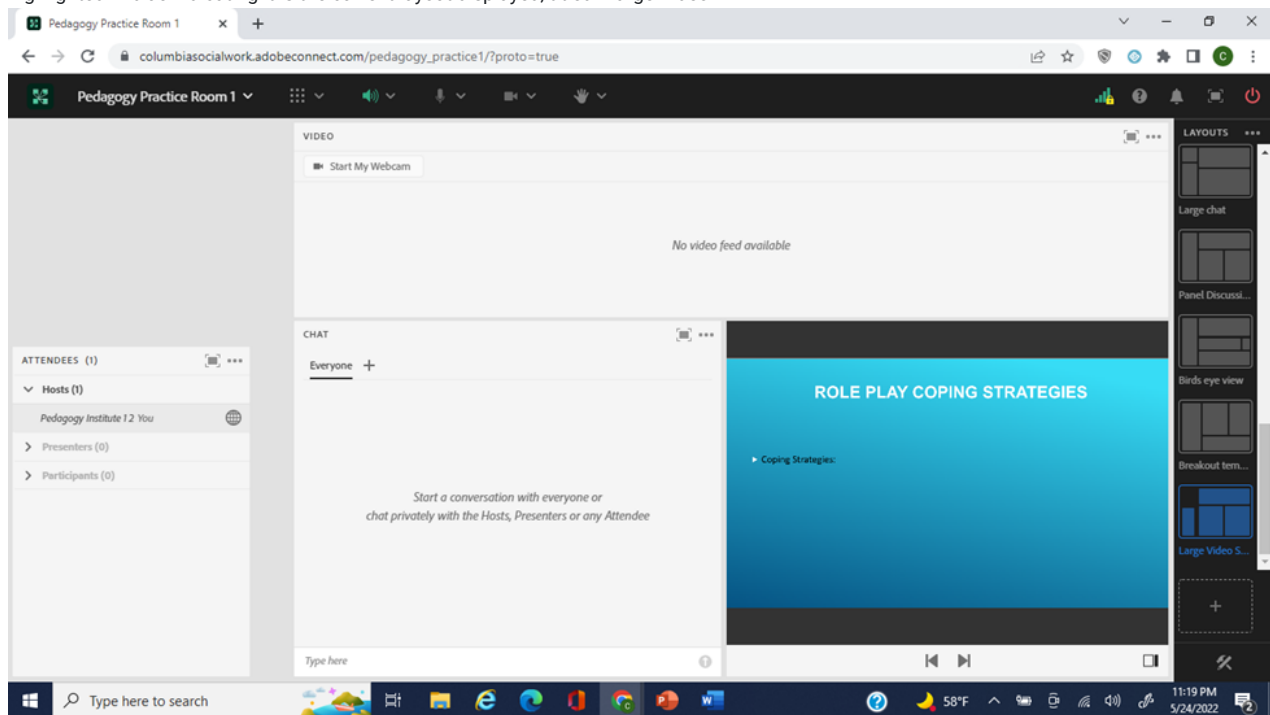 Pedagogy Practice Room 1
columbiasocialwork.adobeconnect.com/pedagogy_practice1/?proto=true
C
Pedagogy Practice Room 1
VIDEO
Start My Webcam
No video feed available
ATTENDEES (1)
Hosts (1)
Pedagogy Institute 12 You
Presenters (0)
Participants (0)
CHAT
Everyone
Start a conversation with everyone or
chat privately with the Hosts, Presenters or any Attendee
Type here
ROLE PLAY COPING STRATEGIES
Coping Strategies:
LAYOUTS
Large chat
Panel Discussi...
Birds eye view
Breakout tem...
Large Video S...
Type here to search
58°F
11:19 PM
5/24/2022
2